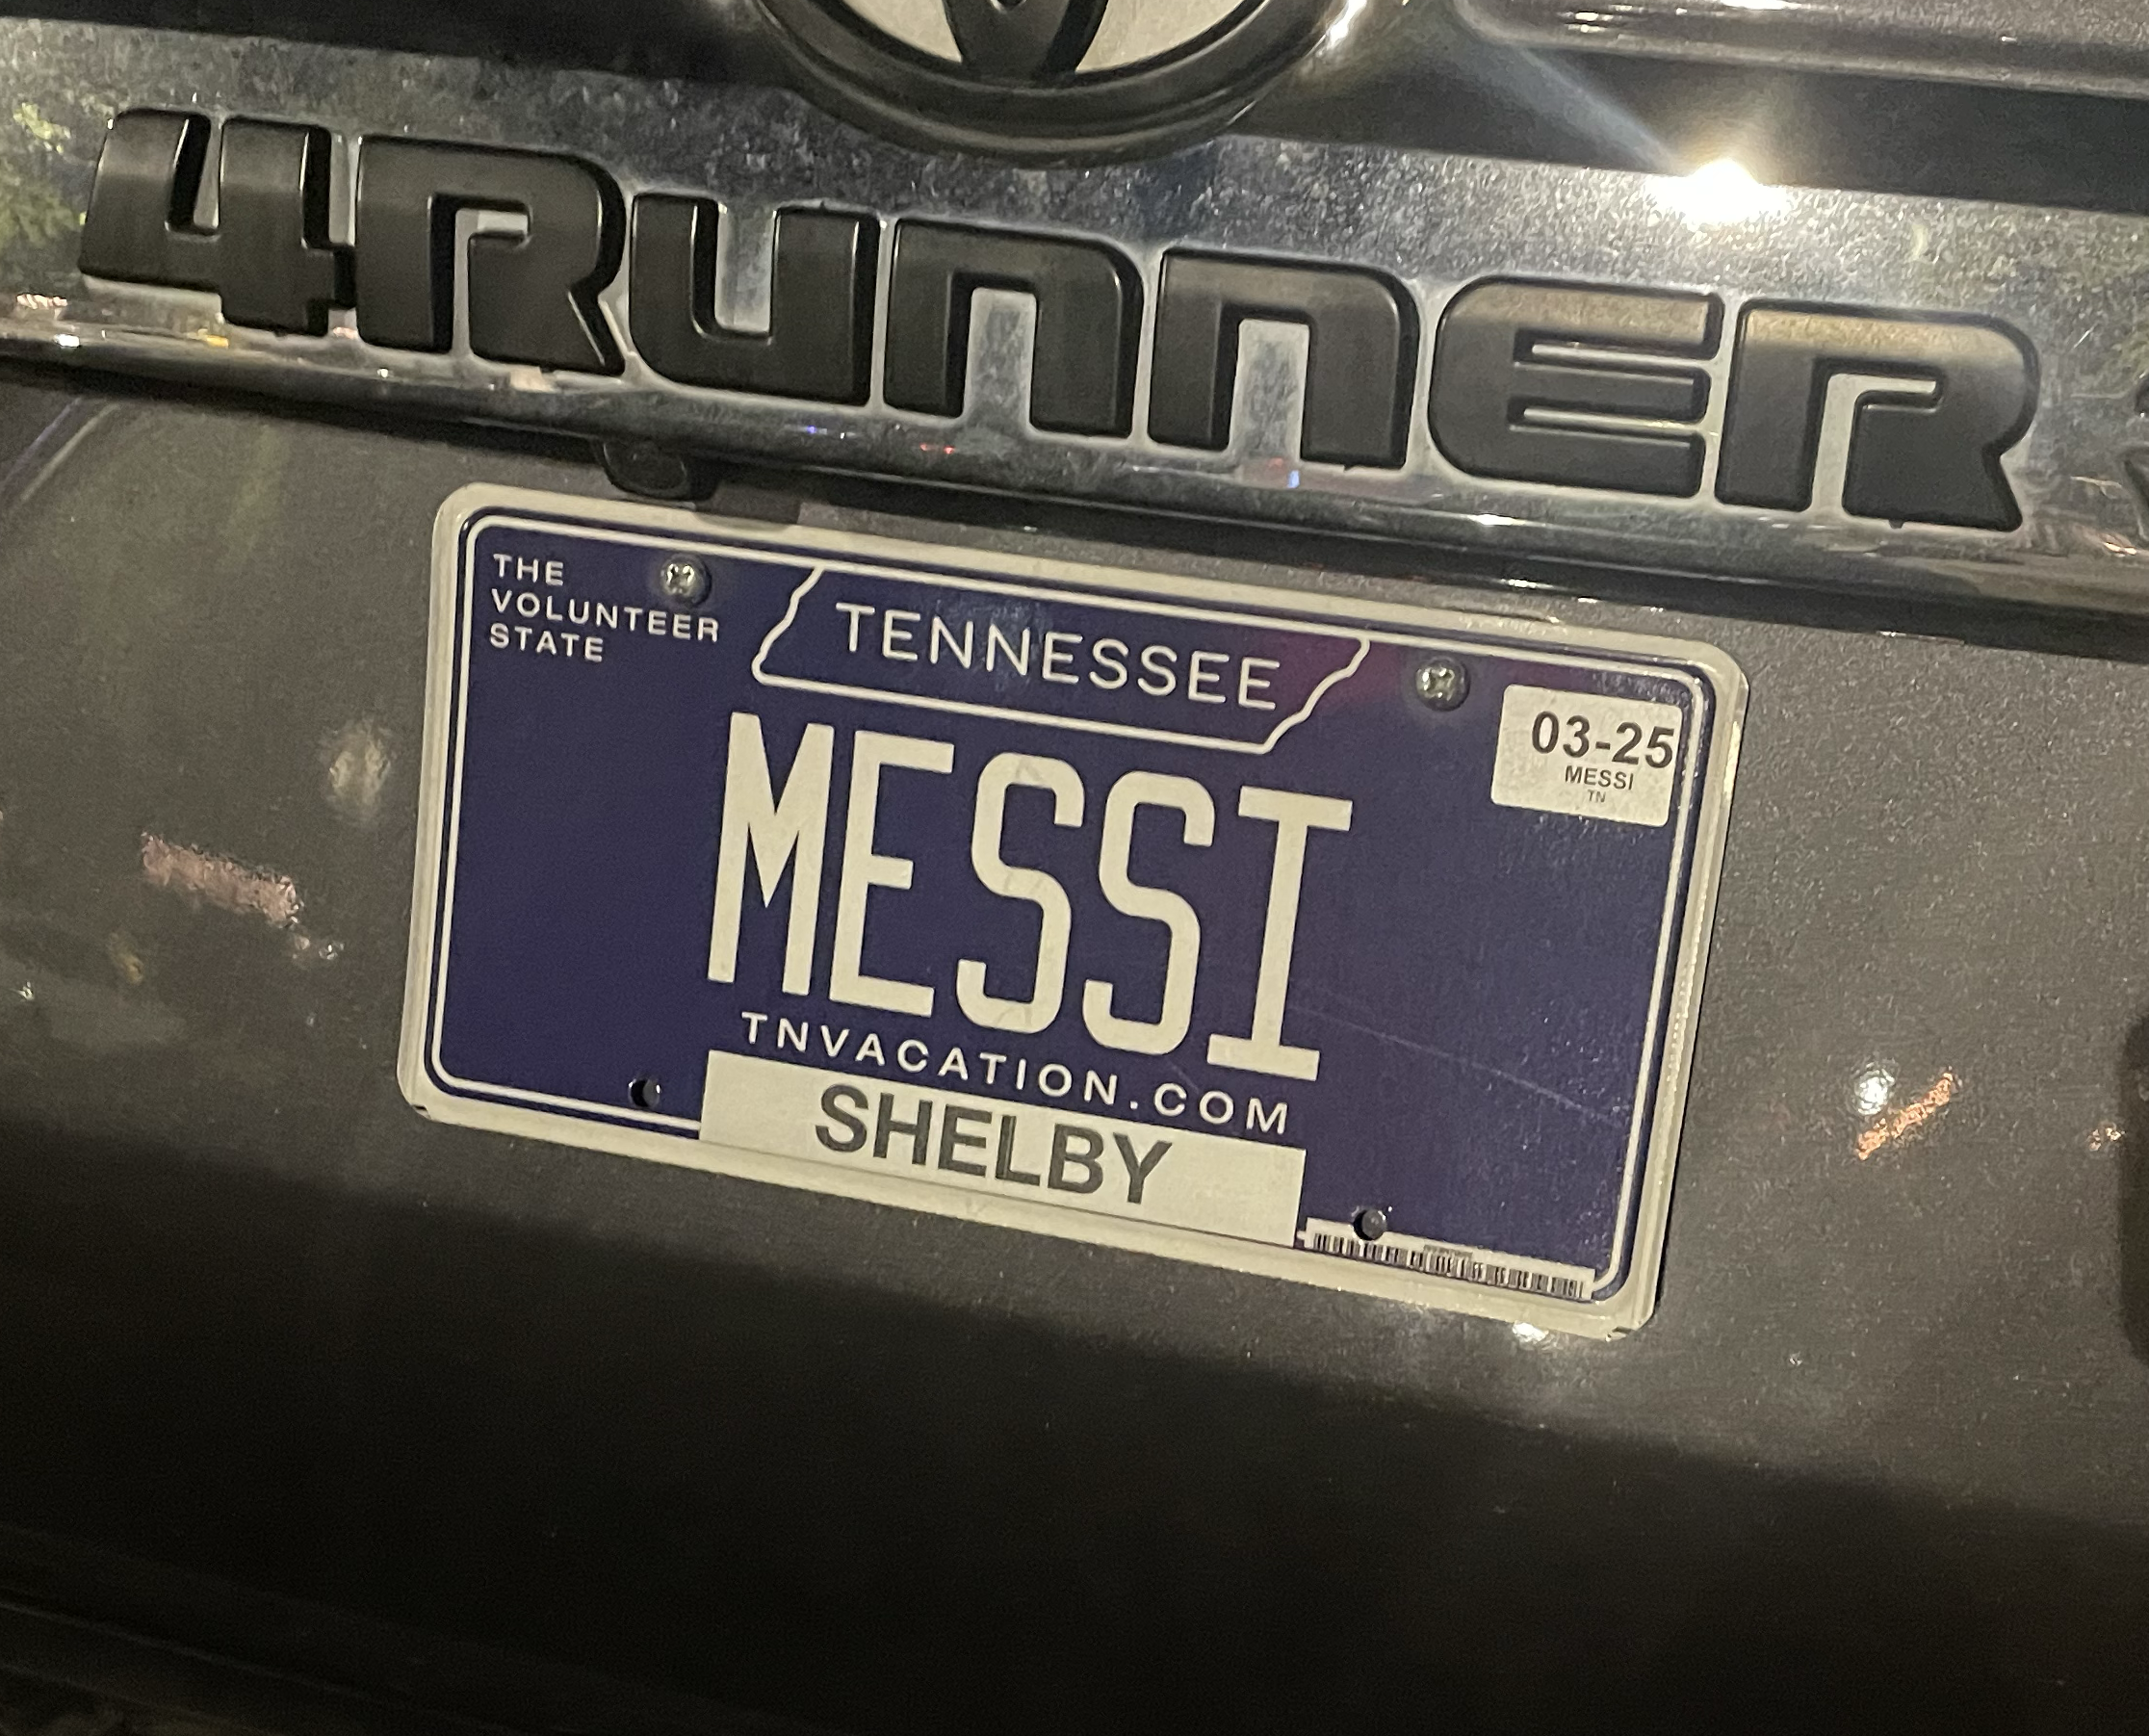 4RUNNER
THE
VOLUNTEER
STATE
TENNESSEE
03-25
MESSI
TN
MESSI
TNVACATION.COM
SHELBY